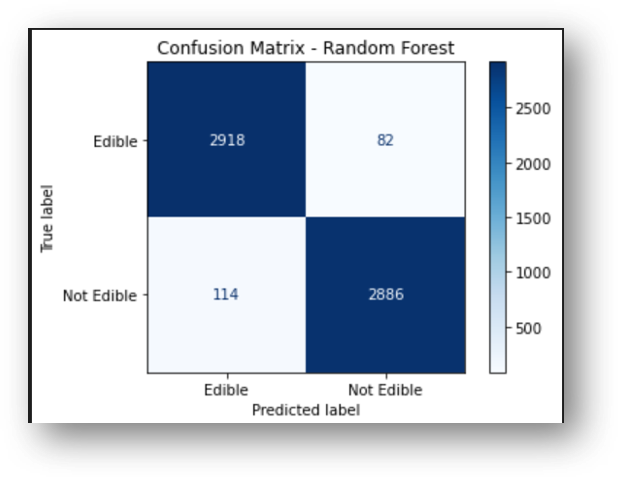 Confusion Matrix - Random Forest
Edible
2918
82
2500
2000
True label
1500
1000
Not Edible
114
2886
500
Edible
Not Edible
Predicted label